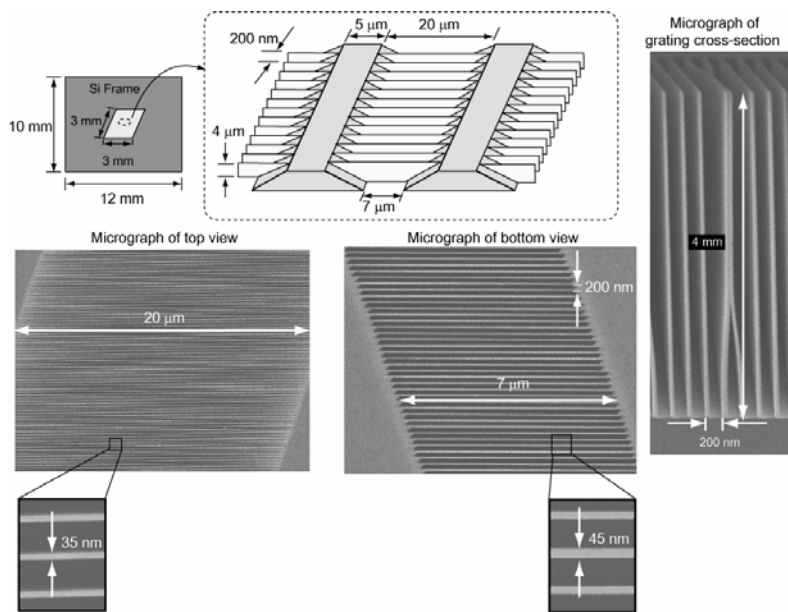 5 μm
20 μm
200 nm
Si Frame
10 mm
3 mm
3 mm
12 mm
4 μm
7 μm
Micrograph of
grating cross-section
4 mm
200 nm
Micrograph of top view
20 μm
35 nm
Micrograph of bottom view
200 nm
7 μm
45 nm